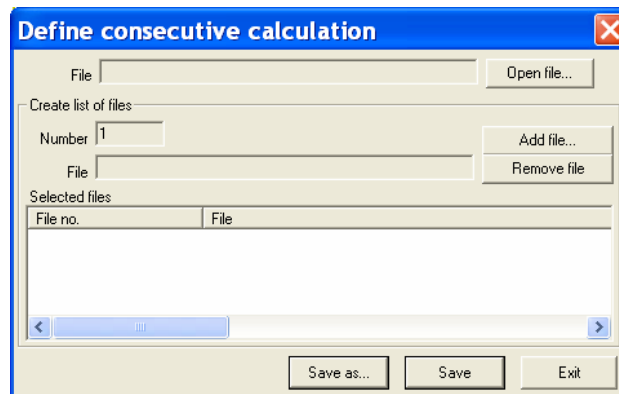 Define consecutive calculation
File
Open file...
Create list of files
Number 1
Add file...
File
Remove file
Selected files
File no. File
Save as... Save Exit